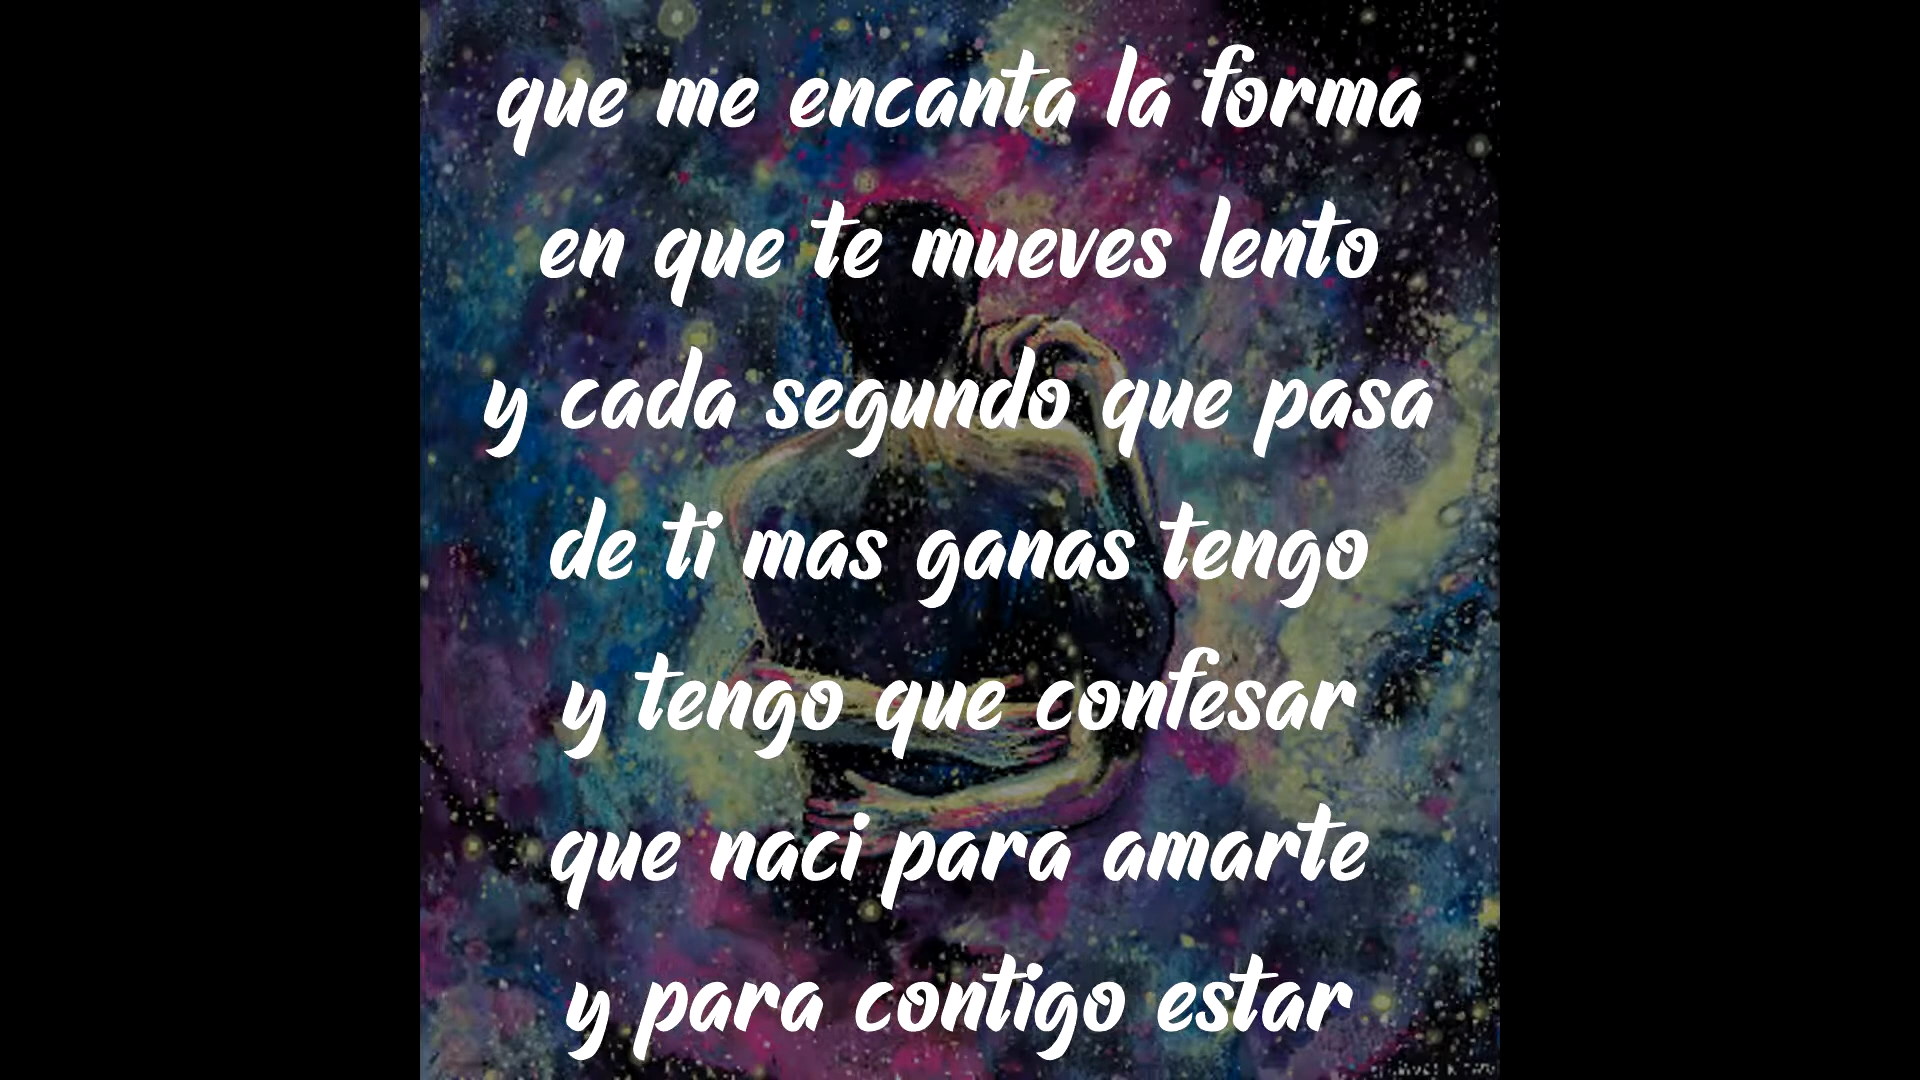 que me encanta la forma
en que te mueves lento
y cada segundo que pasa
de ti mas ganas tengo
y tengo que confesar
que naci para amarte
y para contigo estar